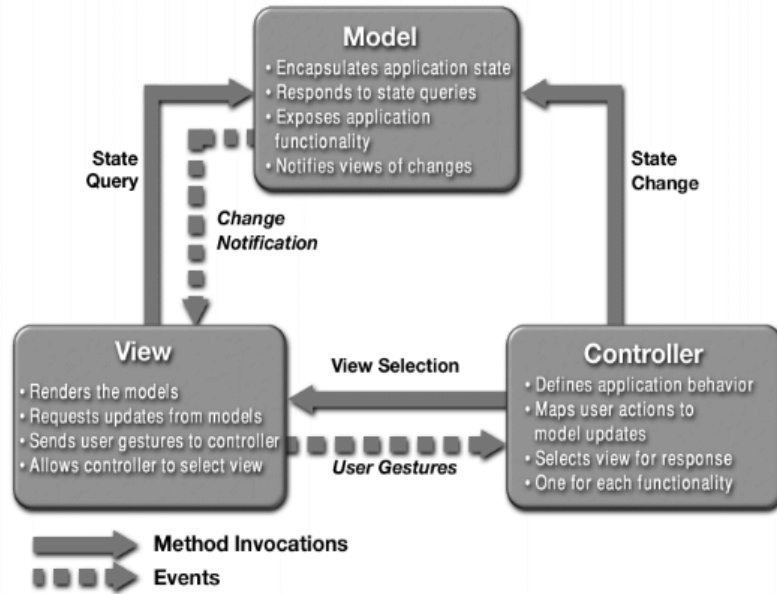 Model
• Encapsulates application state
• Responds to state queries
• Exposes application
functionality
• Notifies views of changes
State
Query
State
Change
Change
Notification
View
• Renders the models
• Requests updates from models
• Sends user gestures to controller
• Allows controller to select view
View Selection
User Gestures
Controller
• Defines application behavior
• Maps user actions to
model updates
• Selects view for response
• One for each functionality
Method Invocations
Events